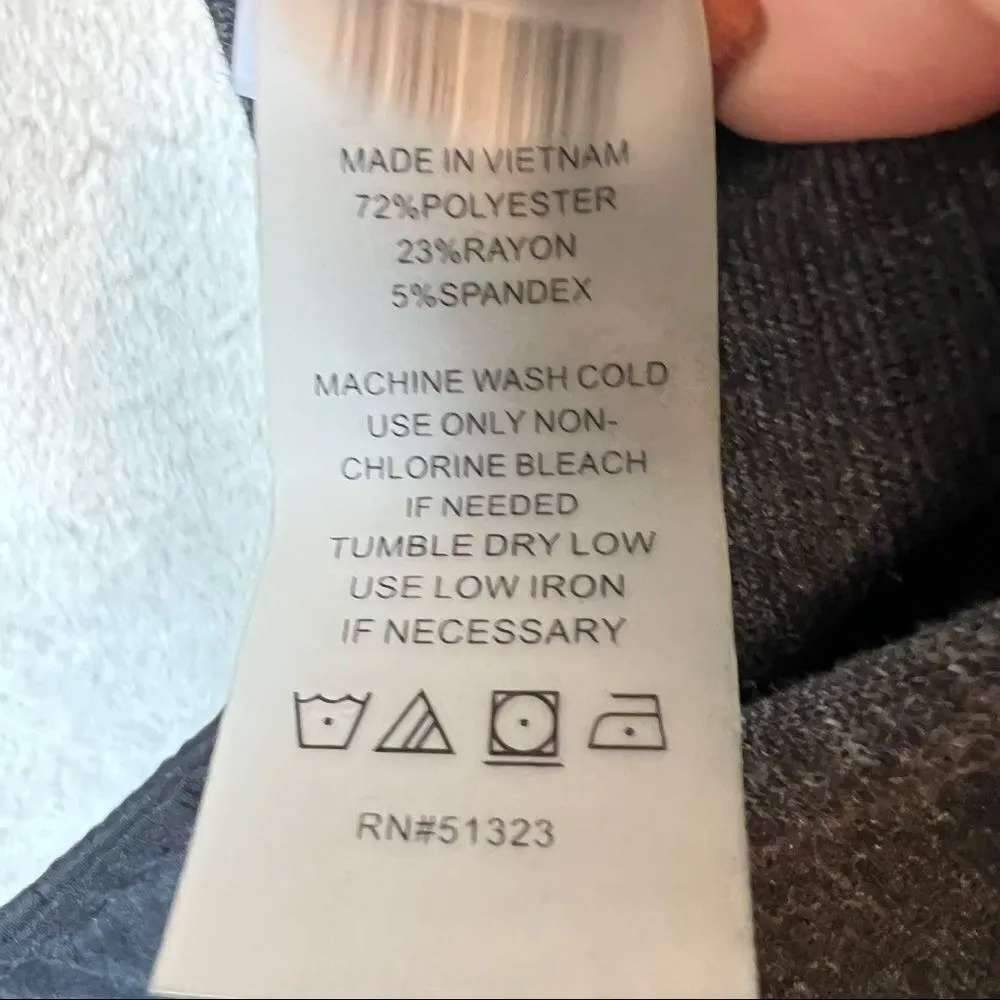 MADE IN VIETNAM
72%POLYESTER
23%RAYON
5%SPANDEX
MACHINE WASH COLD
USE ONLY NON-
CHLORINE BLEACH
IF NEEDED
TUMBLE DRY LOW
USE LOW IRON
IF NECESSARY
RN#51323